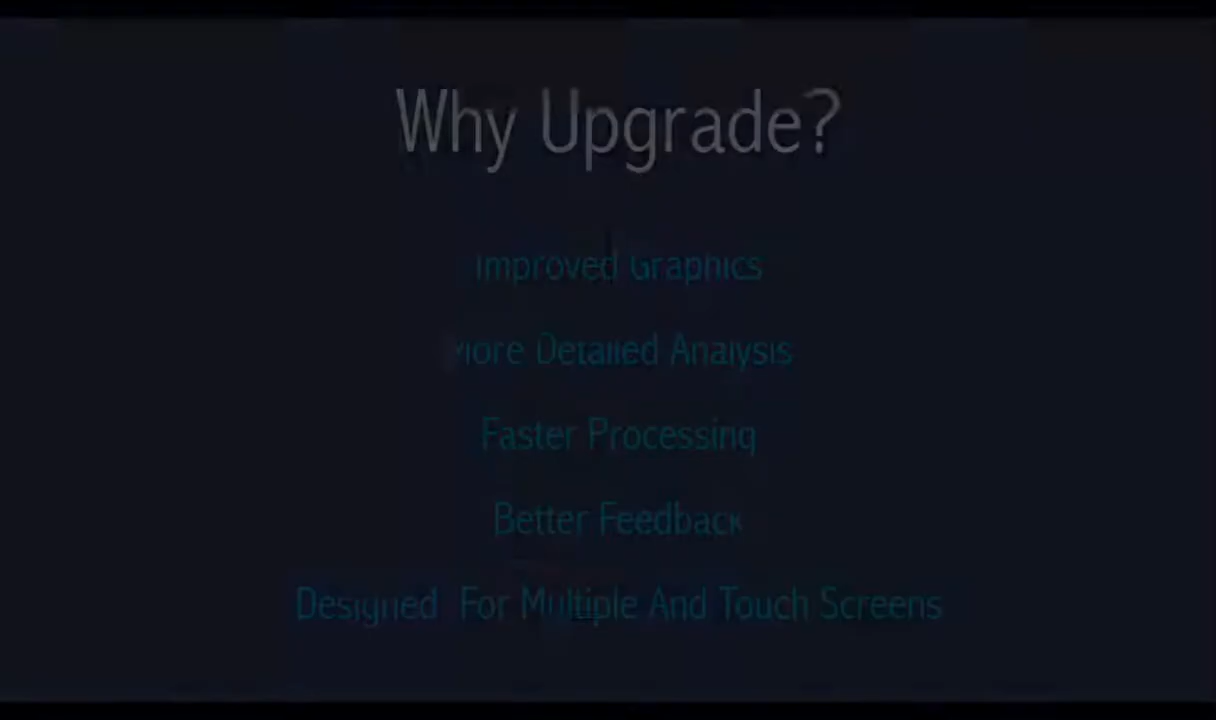 Why Upgrade?
Improved Graphics
More Detailed Analysis
Faster Processing
Better Feedback
Designed For Multiple And Touch Screens